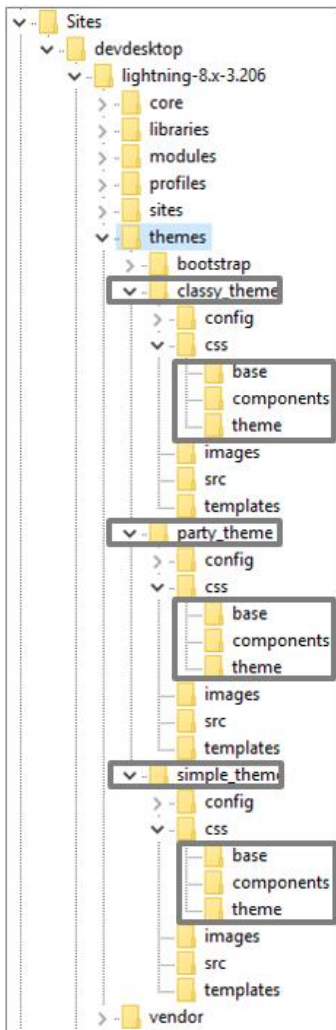 Sites
devdesktop
lightning-8.x-3.206
core
libraries
modules
profiles
sites
themes
bootstrap
classy_theme
config
css
base
components
theme
images
src
templates
party_theme
config
css
base
components
theme
images
src
templates
simple_theme
config
css
base
components
theme
images
src
templates
vendor